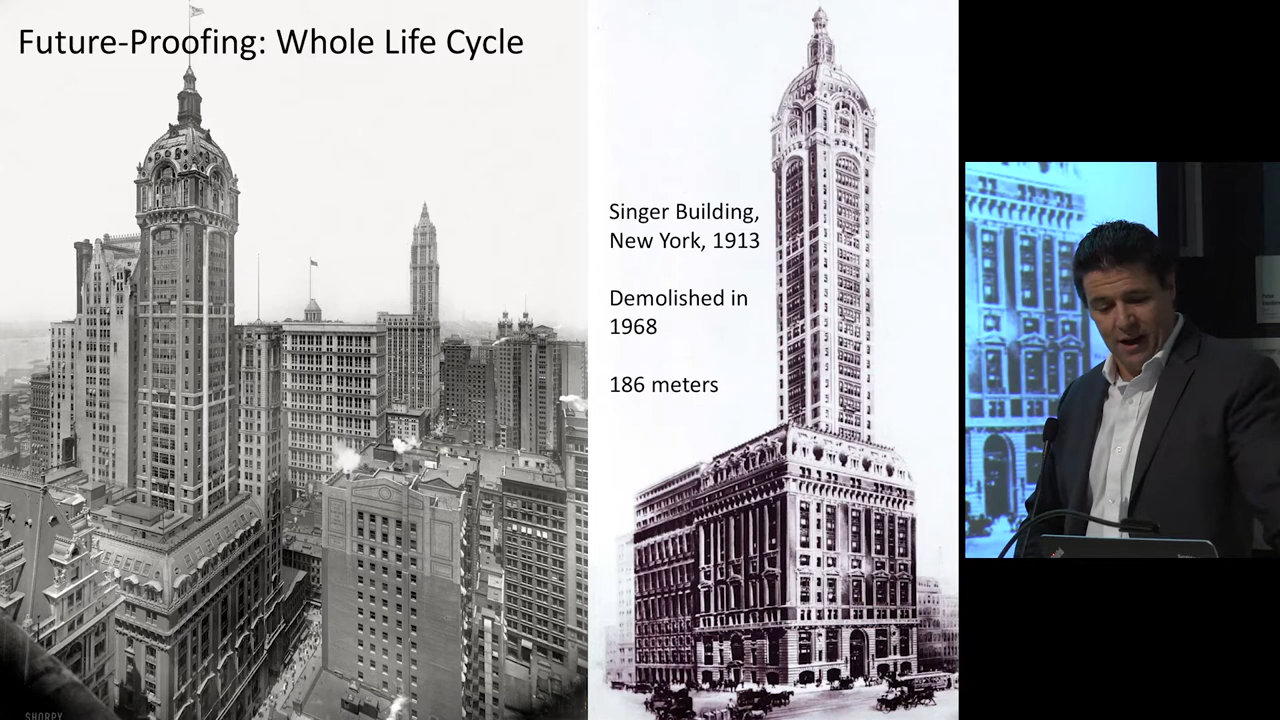 Future-Proofing: Whole Life Cycle
Singer Building,
New York, 1913
Demolished in
1968
186 meters
SHORPY